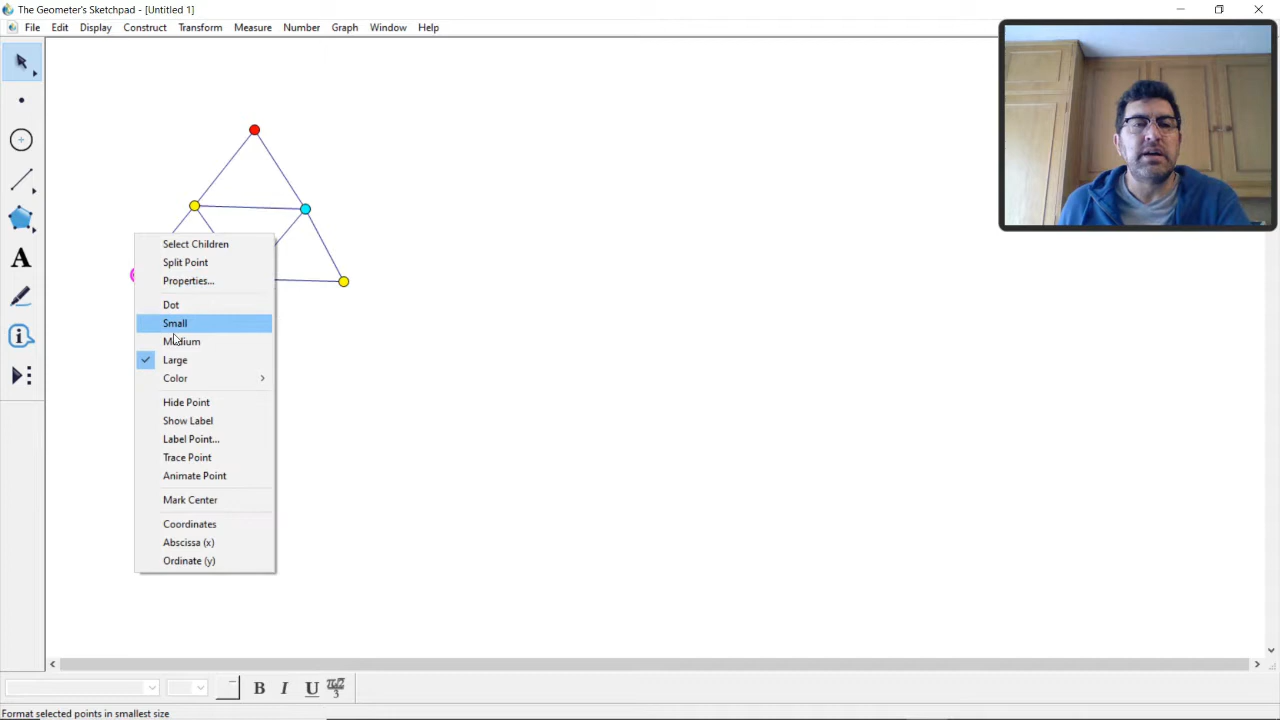 The Geometer's Sketchpad - [Untitled 1]
File Edit Display Construct Transform Measure Number Graph Window Help
A
Select Children
Split Point
Properties...
Dot
Small
Medium
Large
Color
Hide Point
Show Label
Label Point...
Trace Point
Animate Point
Mark Center
Coordinates
Abscissa (x)
Ordinate (y)
B I U
Format selected points in smallest size